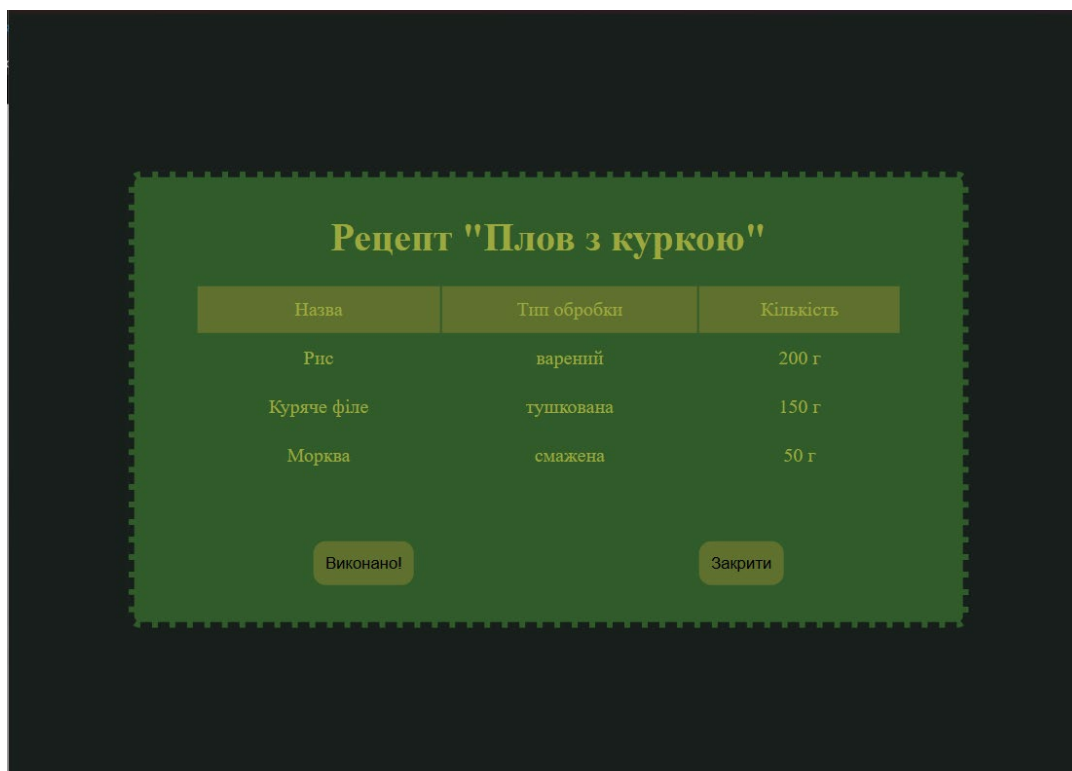 Рецепт "Плов з куркою"
Назва Тип обробки Кількість
Рис варений 200 г
Куряче філе тушкована 150 г
Морква смажена 50 г
Виконано! Закрити